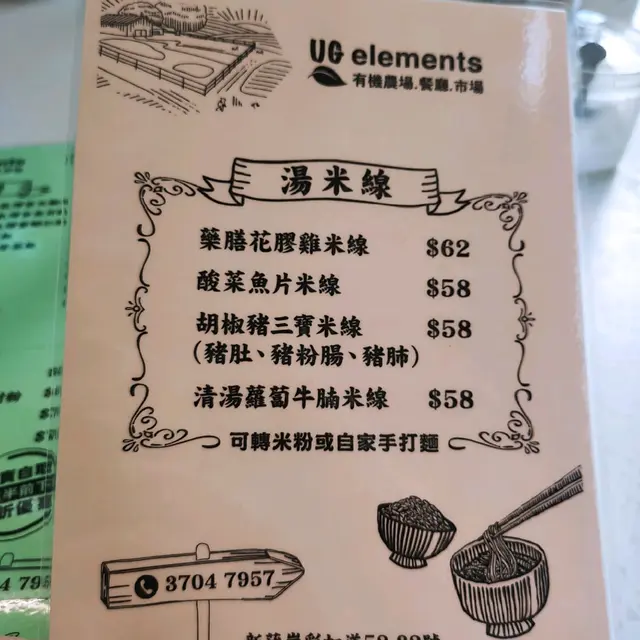 UG elements
有機農場.餐廳.市場
湯米線
藥膳花膠雞米線 $62
酸菜魚片米線 $58
胡椒豬三寶米線 $58
(豬肚、豬粉腸、豬肺)
清湯蘿蔔牛腩米線 $58
可轉米粉或自家手打麵
3704 7957